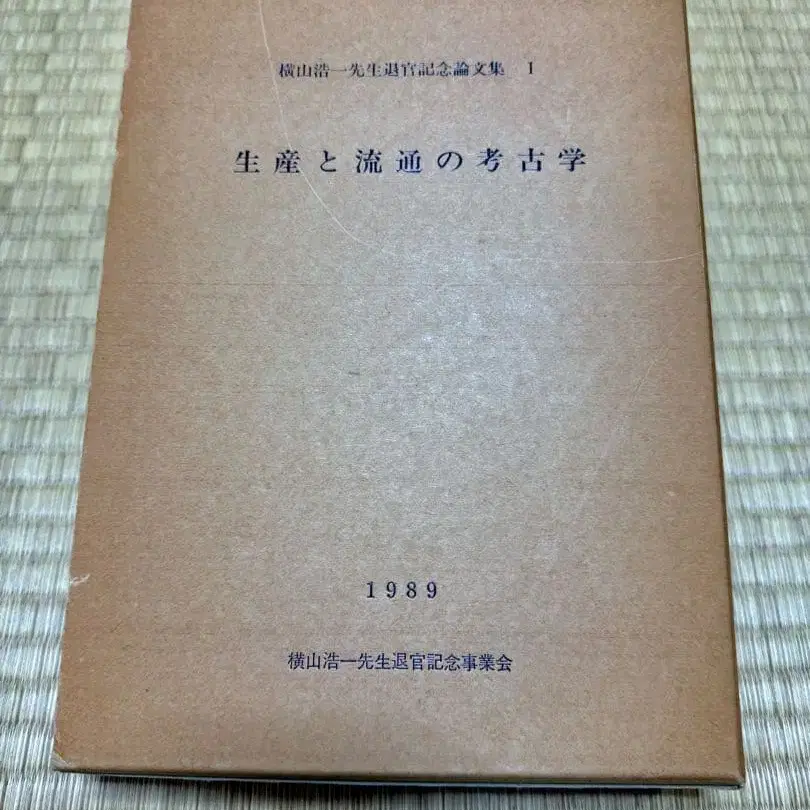 横山浩一先生退官記念論文集 I
生産と流通の考古学
1989
横山浩一先生退官記念事業会